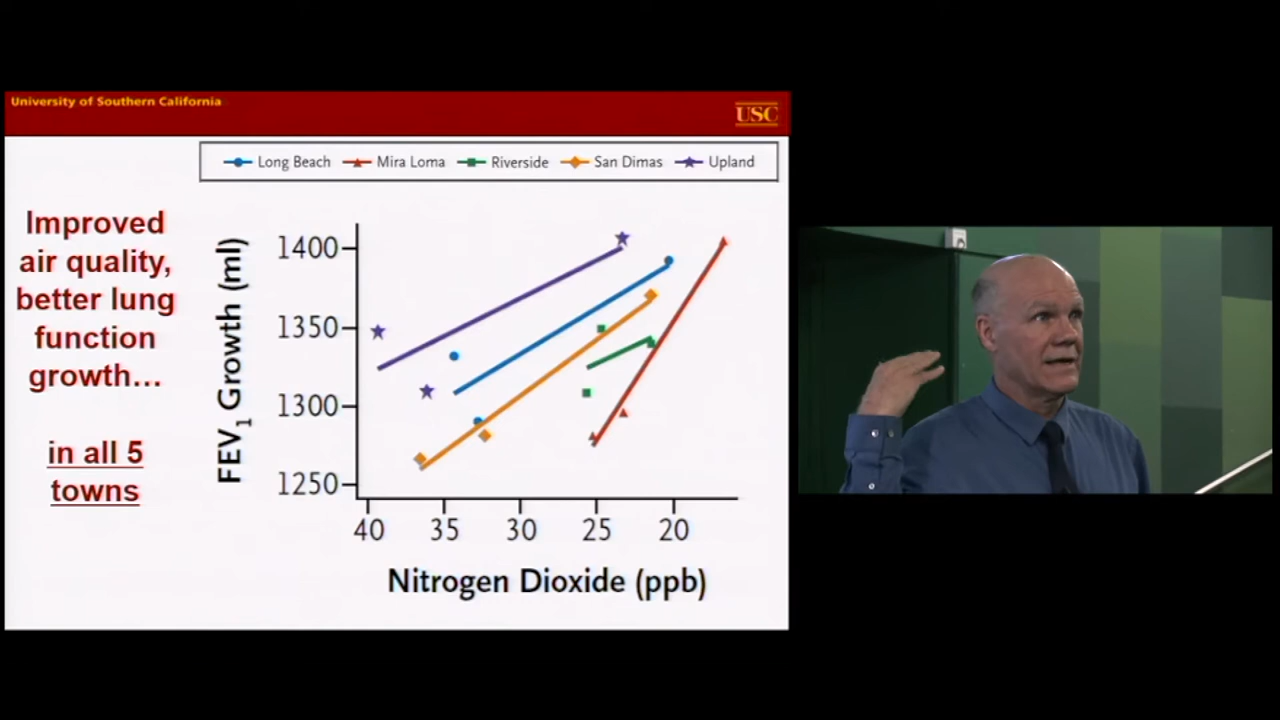 University of Southern California
USC
Long Beach Mira Loma Riverside San Dimas Upland
Improved
air quality,
better lung
function
growth...
in all 5
towns
FEV1 Growth (ml)
1400
1350
1300
1250
40 35 30 25 20
Nitrogen Dioxide (ppb)